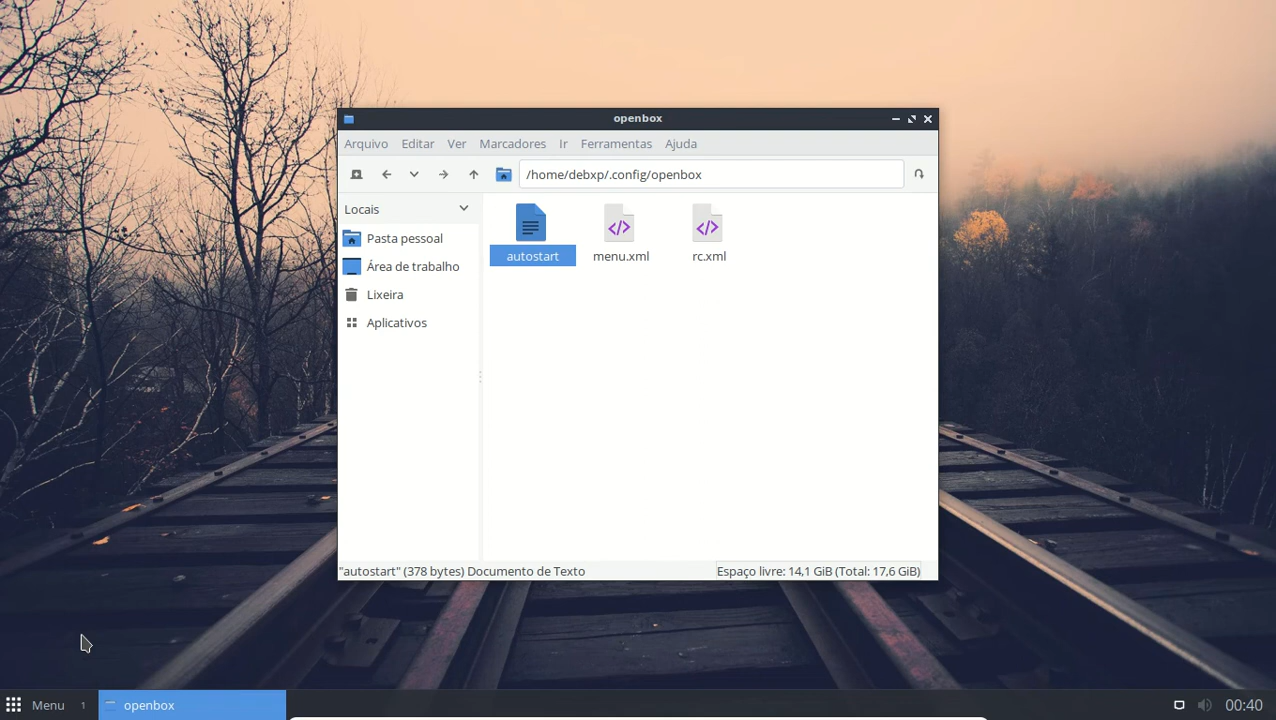 openbox
Arquivo Editar Ver Marcadores Ir Ferramentas Ajuda
/home/debxp/.config/openbox
Locais
Pasta pessoal
Área de trabalho
Lixeira
Aplicativos
autostart menu.xml rc.xml
"autostart" (378 bytes) Documento de Texto Espaço livre: 14,1 GiB (Total: 17,6 GiB)
Menu 1 openbox 00:40